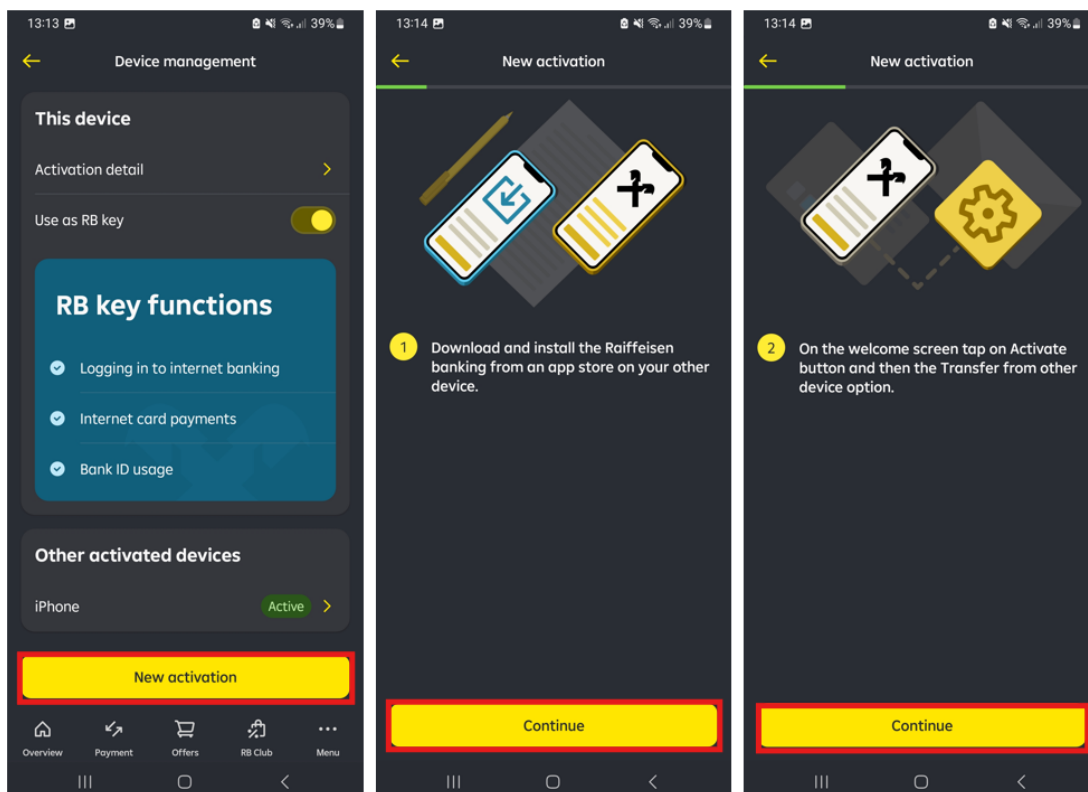 13:13
39%
Device management
This device
Activation detail
Use as RB key
RB key functions
Logging in to internet banking
Internet card payments
Bank ID usage
Other activated devices
iPhone
Active
New activation
Overview
Payment
Offers
RB Club
Menu
13:14
39%
New activation
1
Download and install the Raiffeisen
banking from an app store on your other
device.
Continue
13:14
39%
New activation
2
On the welcome screen tap on Activate
button and then the Transfer from other
device option.
Continue